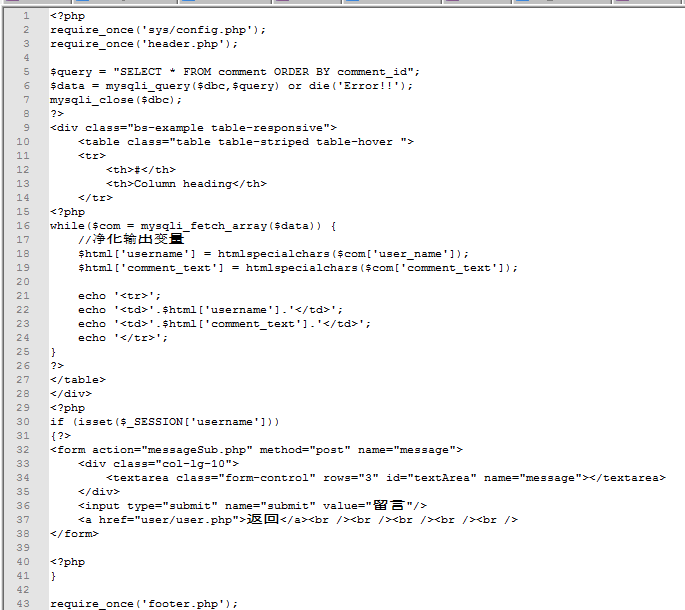 1 <?php
2 require_once('sys/config.php');
3 require_once('header.php');
4
5 $query = "SELECT * FROM comment ORDER BY comment_id";
6 $data = mysqli_query($dbc,$query) or die('Error!!');
7 mysqli_close($dbc);
8 ?>
9 <div class="bs-example table-responsive">
10     <table class="table table-striped table-hover ">
11     <tr>
12         <th>#</th>
13         <th>Column heading</th>
14     </tr>
15 <?php
16 while($com = mysqli_fetch_array($data)) {
17     //净化输出变量
18     $html['username'] = htmlspecialchars($com['user_name']);
19     $html['comment_text'] = htmlspecialchars($com['comment_text']);
20
21     echo '<tr>';
22     echo '<td>'.$html['username'].'</td>';
23     echo '<td>'.$html['comment_text'].'</td>';
24     echo '</tr>';
25 }
26 ?>
27 </table>
28 </div>
29 <?php
30 if (isset($_SESSION['username']))
31 {?>
32 <form action="messageSub.php" method="post" name="message">
33     <div class="col-lg-10">
34         <textarea class="form-control" rows="3" id="textArea" name="message"></textarea>
35     </div>
36     <input type="submit" name="submit" value="留言"/>
37     <a href="user/user.php">返回</a><br /><br /><br /><br /><br />
38 </form>
39
40 <?php
41 }
42
43 require_once('footer.php');